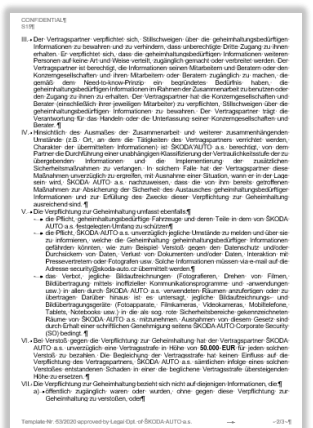 CONFIDENTIAL¶
III.→Der Vertragspartner verpflichtet sich, Stillschweigen über die geheimhaltungsbedürftigen
Informationen zu bewahren und zu verhindern, dass unberechtigte Dritte Zugang zu ihnen
erhalten. Er verpflichtet sich, dass die geheimhaltungsbedürftigen Informationen weiteren
Personen auf keine Art und Weise verteilt, zugänglich gemacht oder verbreitet werden. Der
Vertragspartner ist berechtigt, die Informationen seinen Mitarbeitern und Beratern oder den
Konzerngesellschaften und ihren Mitarbeitern oder Beratern zugänglich zu machen, die
gemäß dem Need-to-know-Prinzip ein begründetes Bedürfnis haben, die
geheimhaltungsbedürftigen Informationen im Rahmen der Zusammenarbeit zu benutzen oder
den Zugang zu ihnen zu erhalten. Der Vertragspartner hat die Konzerngesellschaften und
Berater (einschließlich ihrer jeweiligen Mitarbeiter) zu verpflichten, Stillschweigen über die
geheimhaltungsbedürftigen Informationen zu bewahren. Der Vertragspartner trägt die
Verantwortung für das Handeln oder die Unterlassung seiner Konzerngesellschaften und
Berater.¶
IV.→Hinsichtlich des Ausmaßes der Zusammenarbeit und weiterer zusammenhängenden
Umstände (z.B. Ort, an dem die Tätigkeiten des Vertragspartners verrichtet werden,
Charakter der übermittelten Informationen) ist ŠKODA AUTO a.s. berechtigt, von dem
Partner die Durchführung einer unabhängigen Klassifizierung der Vertraulichkeitsstufe der zu
übergebenden Informationen und die Implementierung der zusätzlichen
Sicherheitsmaßnahmen zu verlangen. In solchem Falle hat der Vertragspartner diese
Maßnahmen unverzüglich zu ergreifen, mit Ausnahme einer Situation, wann er in der Lage
sein wird, ŠKODA AUTO a.s. nachzuweisen, dass die von ihm bereits getroffenen
Maßnahmen zur Absicherung der Sicherheit des Austausches geheimhaltungsbedürftiger
Informationen und zur Erfüllung des Zwecke dieser Verpflichtung zur Geheimhaltung
ausreichend sind.¶
V.→Die Verpflichtung zur Geheimhaltung umfasst ebenfalls:¶
–→die Pflicht, geheimhaltungsbedürftige Fahrzeuge und deren Teile in dem von ŠKODA
AUTO a.s. festgelegten Umfang zu schützen¶
–→die Pflicht, ŠKODA AUTO a.s. unverzüglich jegliche Umstände zu melden und über sie
zu informieren, welche die Geheimhaltung geheimhaltungsbedürftiger Informationen
gefährden könnten, wie zum Beispiel Verstoß gegen den Datenschutz und/oder
Durchsickern von Daten, Verlust von Dokumenten und/oder Daten, Interaktion mit
Pressevertretern oder Fotografen usw. Solche Informationen müssen via e-mail auf die
Adresse security@skoda-auto.cz übermittelt werden.¶
–→das Verbot, jegliche Bildaufzeichnungen (Fotografieren, Drehen von Filmen,
Bildübertragung mittels inoffizieller Kommunikationsprogramme und -anwendungen
usw.) in allen durch ŠKODA AUTO a.s. verwendeten Räumen anzufertigen oder zu
übertragen. Darüber hinaus ist es untersagt, jegliche Bildaufzeichnungs- und
Bildübertragungsgeräte (Fotoapparate, Filmkameras, Videokameras, Mobiltelefone,
Tablets, Notebooks usw.) in die als sog. rote Sicherheitsbereiche gekennzeichneten
Räume von ŠKODA AUTO a.s. mitzunehmen. Ausnahmen von diesem Gesetz sind
durch Erhalt einer schriftlichen Genehmigung seitens ŠKODA AUTO Corporate Security
(SO) bedingt.¶
VI.→Bei Verstoß gegen die Verpflichtung zur Geheimhaltung hat der Vertragspartner ŠKODA
AUTO a.s. unverzüglich eine Vertragsstrafe in Höhe von 50.000 EUR für jeden solchen
Verstoß zu bezahlen. Die Begleichung der Vertragsstrafe hat keinen Einfluss auf die
Verpflichtung des Vertragspartners, ŠKODA AUTO a.s. sämtlichen infolge eines solchen
Verstoßes entstandenen Schaden in einer die beglichene Vertragsstrafe übersteigenden
Höhe zu ersetzen.¶
VII.→Die Verpflichtung zur Geheimhaltung bezieht sich nicht auf diejenigen Informationen, die:¶
a)→öffentlich zugänglich waren oder wurden, ohne gegen diese Verpflichtung zur
Geheimhaltung zu verstoßen, oder¶
Template Nr. 53/2020 approved by Legal Dpt. of ŠKODA AUTO a.s. → -2/3-¶